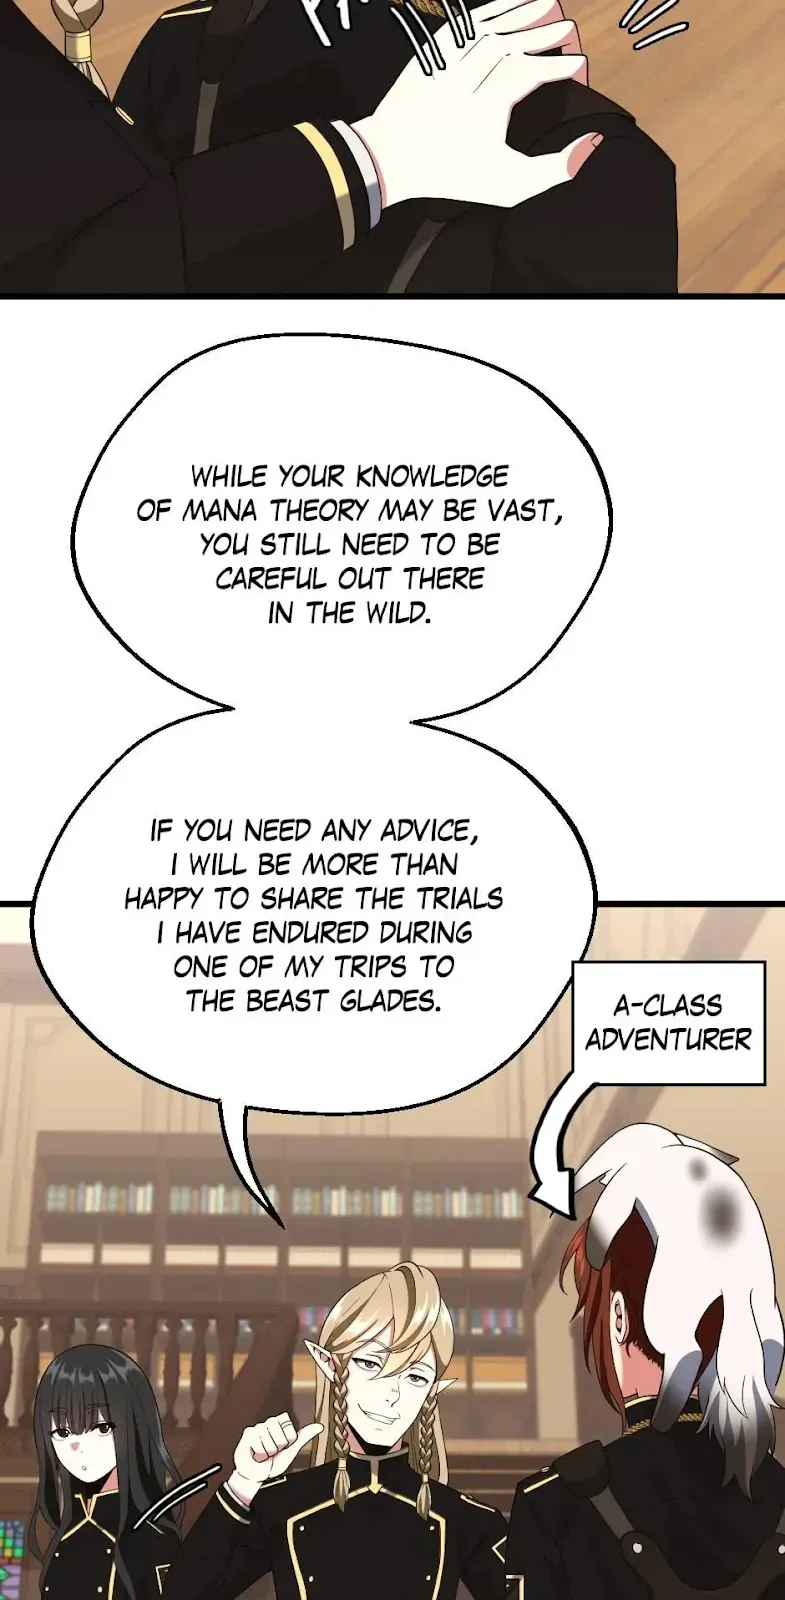 WHILE YOUR KNOWLEDGE
OF MANA THEORY MAY BE VAST,
YOU STILL NEED TO BE
CAREFUL OUT THERE
IN THE WILD.
IF YOU NEED ANY ADVICE,
I WILL BE MORE THAN
HAPPY TO SHARE THE TRIALS
I HAVE ENDURED DURING
ONE OF MY TRIPS TO
THE BEAST GLADES.
A-CLASS
ADVENTURER